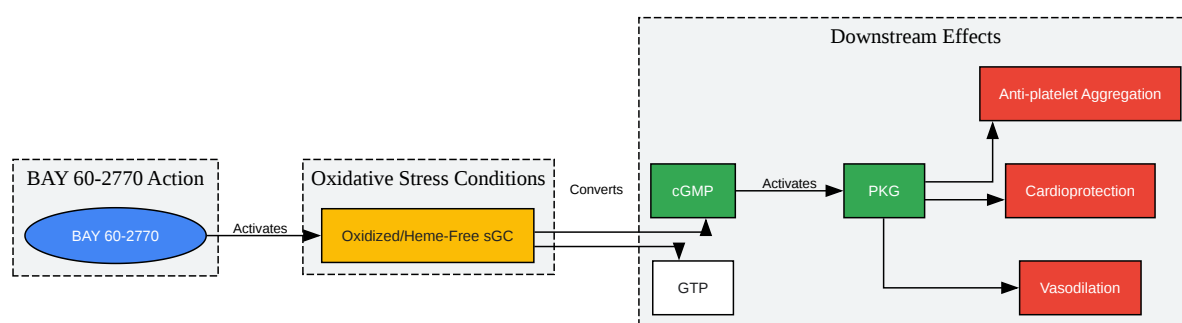 BAY 60-2770 Action
BAY 60-2770
Activates
Oxidative Stress Conditions
Oxidized/Heme-Free sGC
Converts
Downstream Effects
cGMP
Activates
PKG
GTP
Anti-platelet Aggregation
Cardioprotection
Vasodilation